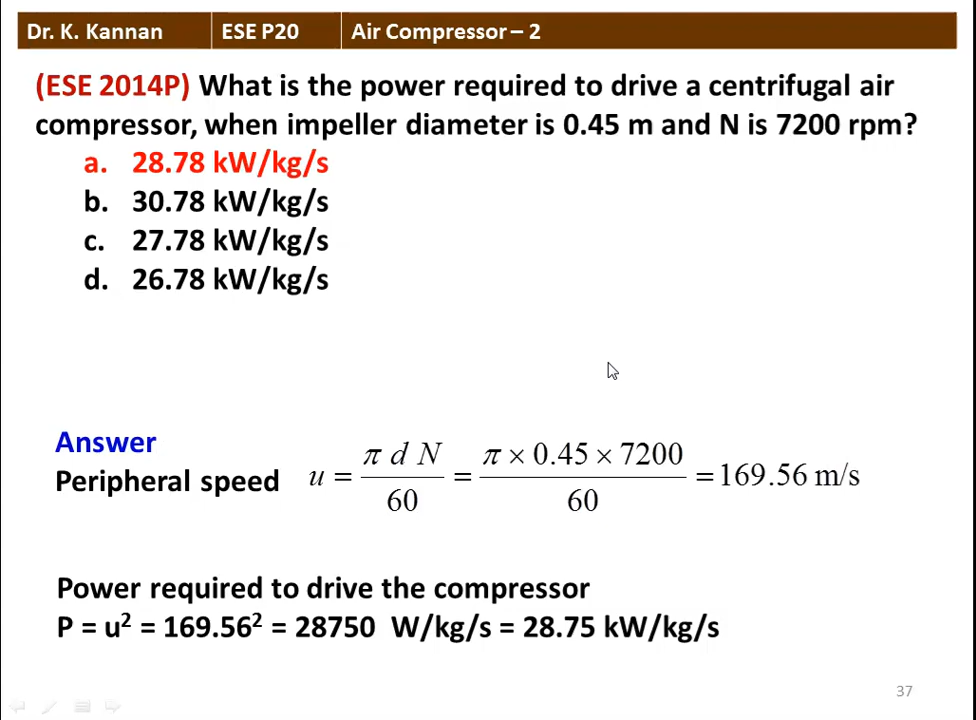 Dr. K. Kannan ESE P20 Air Compressor – 2
(ESE 2014P) What is the power required to drive a centrifugal air
compressor, when impeller diameter is 0.45 m and N is 7200 rpm?
a. 28.78 kW/kg/s
b. 30.78 kW/kg/s
c. 27.78 kW/kg/s
d. 26.78 kW/kg/s
Answer
Peripheral speed u = π d N / 60 = π × 0.45 × 7200 / 60 = 169.56 m/s
Power required to drive the compressor
P = u² = 169.56² = 28750 W/kg/s = 28.75 kW/kg/s
37